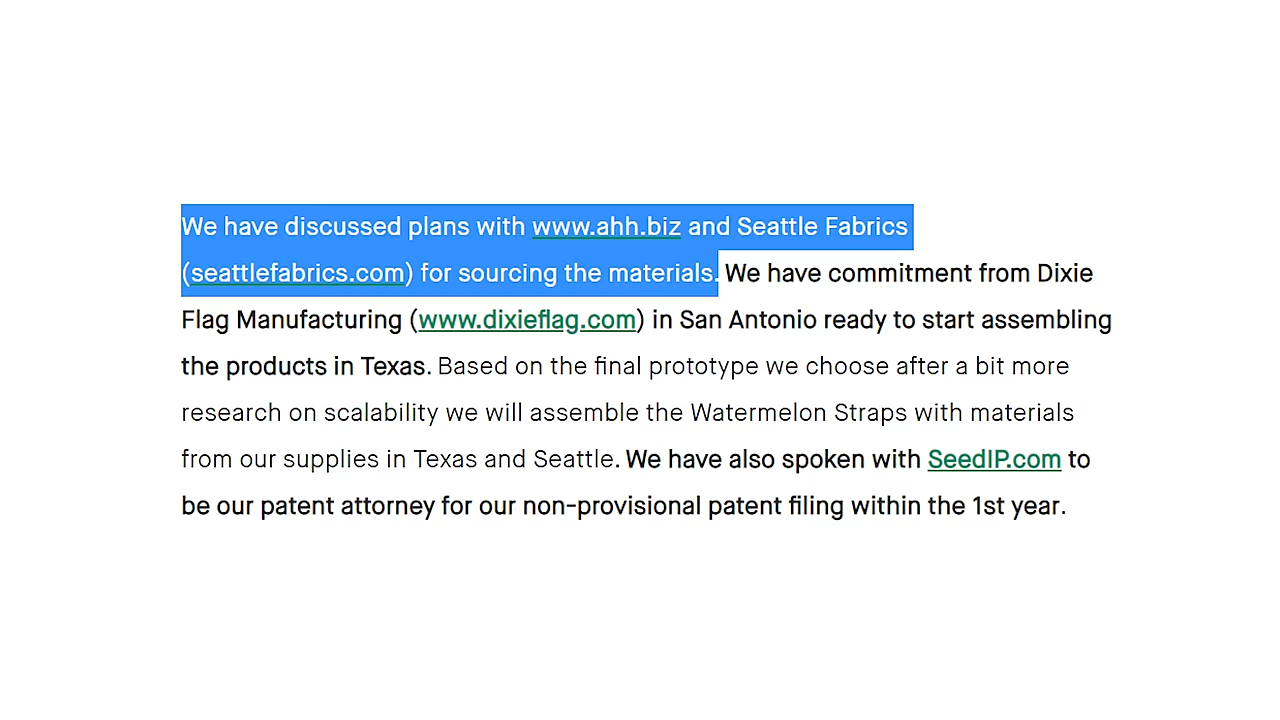 We have discussed plans with www.ahh.biz and Seattle Fabrics
(seattlefabrics.com) for sourcing the materials. We have commitment from Dixie
Flag Manufacturing (www.dixieflag.com) in San Antonio ready to start assembling
the products in Texas. Based on the final prototype we choose after a bit more
research on scalability we will assemble the Watermelon Straps with materials
from our supplies in Texas and Seattle. We have also spoken with SeedIP.com to
be our patent attorney for our non-provisional patent filing within the 1st year.